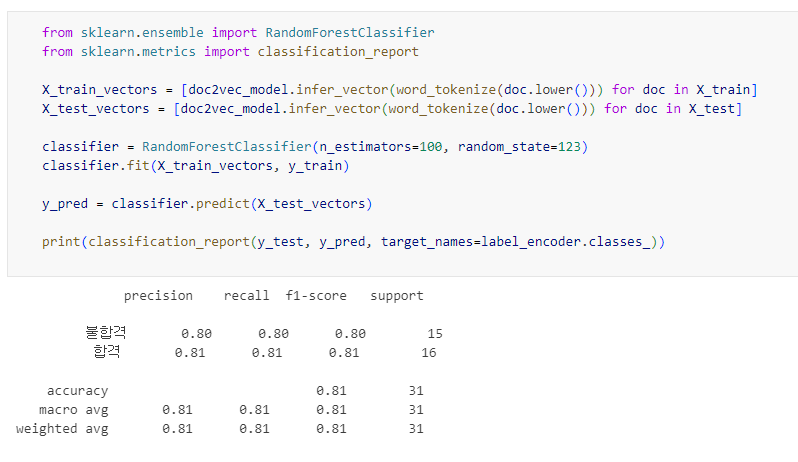 from sklearn.ensemble import RandomForestClassifier
from sklearn.metrics import classification_report
X_train_vectors = [doc2vec_model.infer_vector(word_tokenize(doc.lower())) for doc in X_train]
X_test_vectors = [doc2vec_model.infer_vector(word_tokenize(doc.lower())) for doc in X_test]
classifier = RandomForestClassifier(n_estimators=100, random_state=123)
classifier.fit(X_train_vectors, y_train)
y_pred = classifier.predict(X_test_vectors)
print(classification_report(y_test, y_pred, target_names=label_encoder.classes_))
precision recall f1-score support
불합격 0.80 0.80 0.80 15
합격 0.81 0.81 0.81 16
accuracy 0.81 31
macro avg 0.81 0.81 0.81 31
weighted avg 0.81 0.81 0.81 31